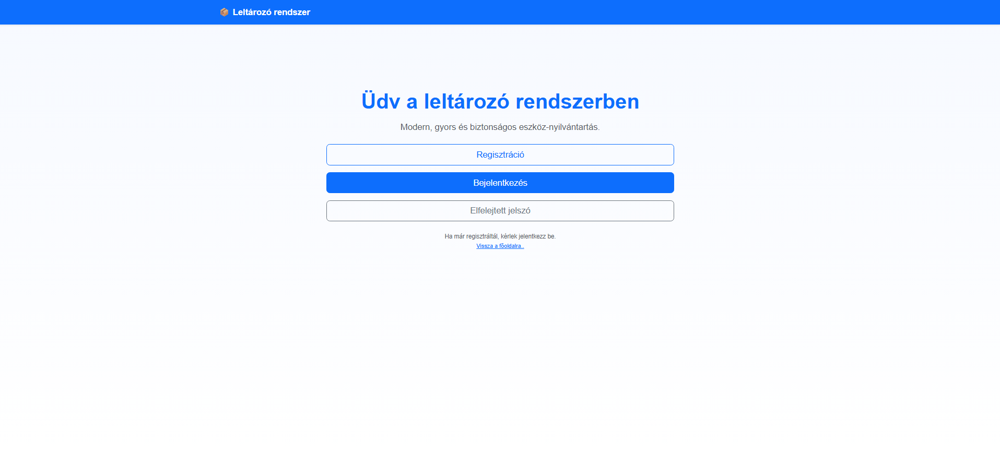 Leltározó rendszer
Üdv a leltározó rendszerben
Modern, gyors és biztonságos eszköz-nyilvántartás.
Regisztráció
Bejelentkezés
Elfelejtett jelszó
Ha már regisztráltál, kérlek jelentkezz be.
Vissza a főoldalra..